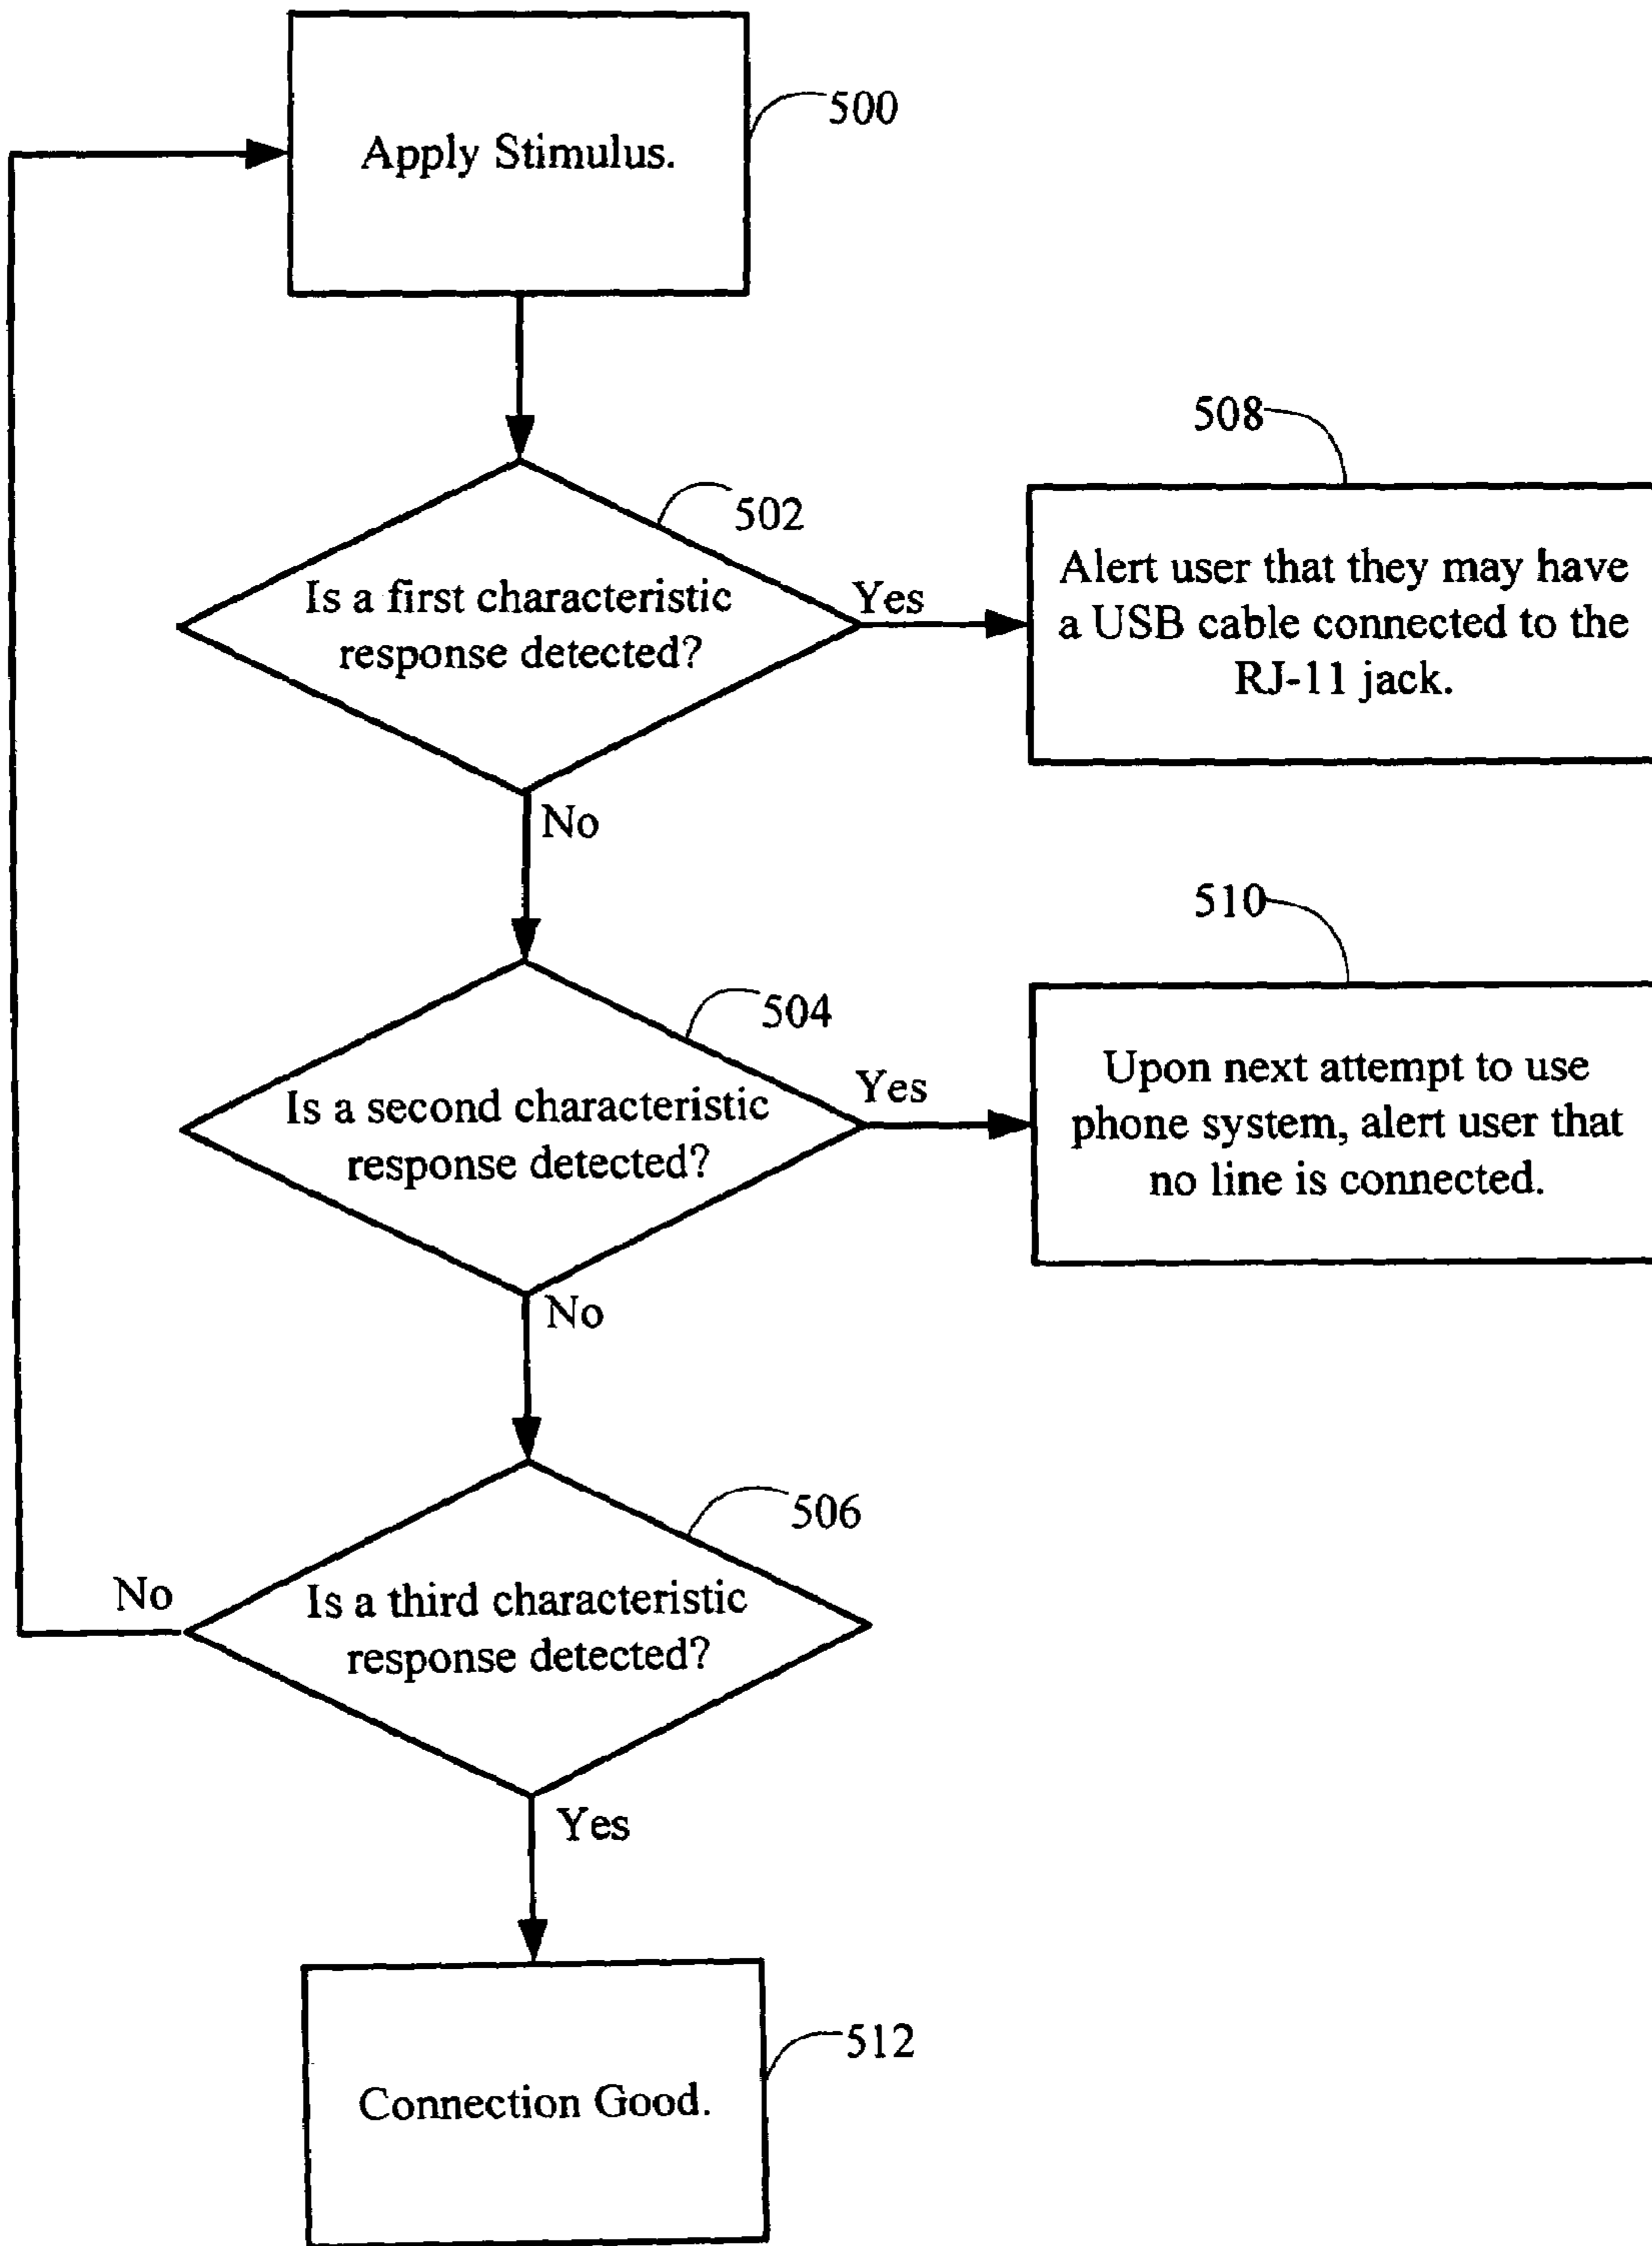 500
Apply Stimulus.
508
502
Is a first characteristic
response detected?
Yes
Alert user that they may have
a USB cable connected to the
RJ-11 jack.
No
510
504
Is a second characteristic
response detected?
Yes
Upon next attempt to use
phone system, alert user that
no line is connected.
No
506
No
Is a third characteristic
response detected?
Yes
512
Connection Good.